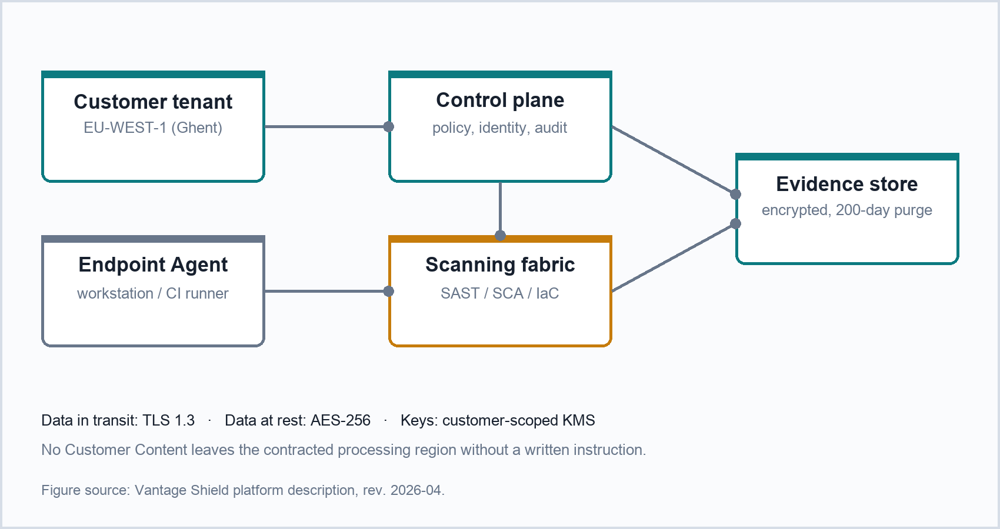 Customer tenant
EU-WEST-1 (Ghent)
Control plane
policy, identity, audit
Evidence store
encrypted, 200-day purge
Endpoint Agent
workstation / CI runner
Scanning fabric
SAST / SCA / IaC
Data in transit: TLS 1.3 · Data at rest: AES-256 · Keys: customer-scoped KMS
No Customer Content leaves the contracted processing region without a written instruction.
Figure source: Vantage Shield platform description, rev. 2026-04.